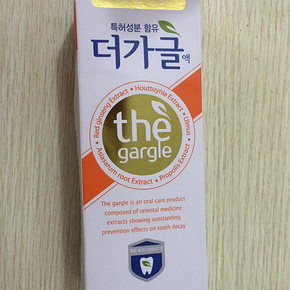 특허성분 함유
더가글액
Red ginseng Extract • Houttuynia Extract • Ulmus
the
gargle
Asiasarum root Extract • Propolis Extract
The gargle is an oral care product
composed of oriental medicine
extracts showing outstanding
prevention effects on tooth decay